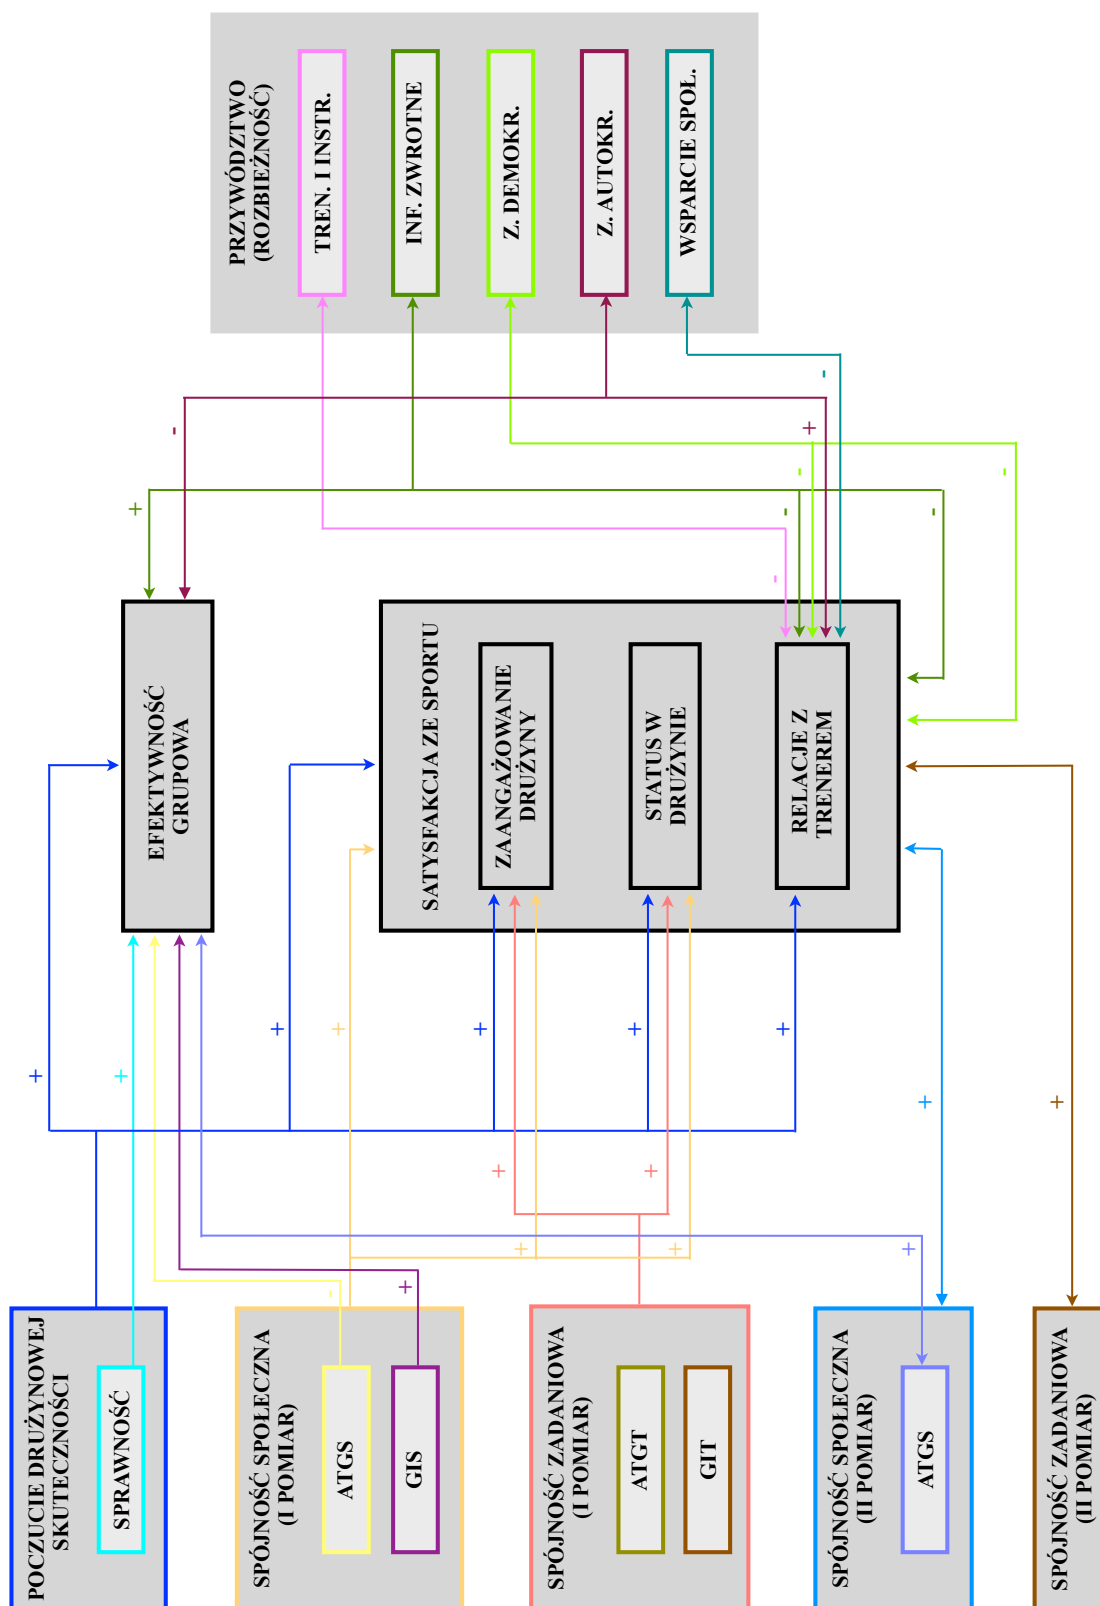 POCZUCIE DRUŻYNOWEJ
SKUTECZNOŚCI
SPRAWNOŚĆ
SPÓJNOŚĆ SPOŁECZNA
(I POMIAR)
ATGS
GIS
SPÓJNOŚĆ ZADANIOWA
(I POMIAR)
ATGT
GIT
SPÓJNOŚĆ SPOŁECZNA
(II POMIAR)
ATGS
SPÓJNOŚĆ ZADANIOWA
(II POMIAR)
+
+
+
+
+
+
+
+
+
+
+
-
+
+
+
+
EFEKTYWNOŚĆ
GRUPOWA
SATYSFAKCJA ZE SPORTU
ZAANGAŻOWANIE
DRUŻYNY
STATUS W
DRUŻYNIE
RELACJE Z
TRENEREM
+
-
-
-
-
+
-
-
-
PRZYWÓDZTWO
(ROZBIEŻNOŚĆ)
TREN. I INSTR.
INF. ZWROTNE
Z. DEMOKR.
Z. AUTOKR.
WSPARCIE SPOŁ.